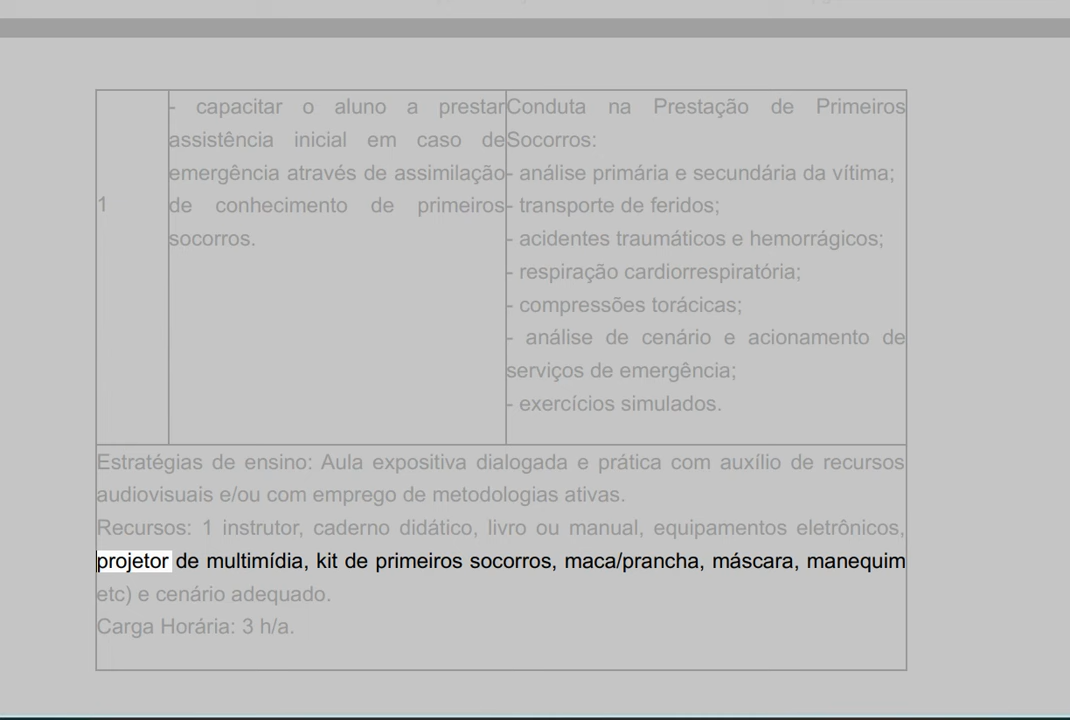 1
- capacitar o aluno a prestar
assistência inicial em caso de
emergência através de assimilação
de conhecimento de primeiros
socorros.
Conduta na Prestação de Primeiros
Socorros:
- análise primária e secundária da vítima;
- transporte de feridos;
- acidentes traumáticos e hemorrágicos;
- respiração cardiorrespiratória;
- compressões torácicas;
- análise de cenário e acionamento de
serviços de emergência;
- exercícios simulados.
Estratégias de ensino: Aula expositiva dialogada e prática com auxílio de recursos
audiovisuais e/ou com emprego de metodologias ativas.
Recursos: 1 instrutor, caderno didático, livro ou manual, equipamentos eletrônicos,
projetor de multimídia, kit de primeiros socorros, maca/prancha, máscara, manequim
etc) e cenário adequado.
Carga Horária: 3 h/a.